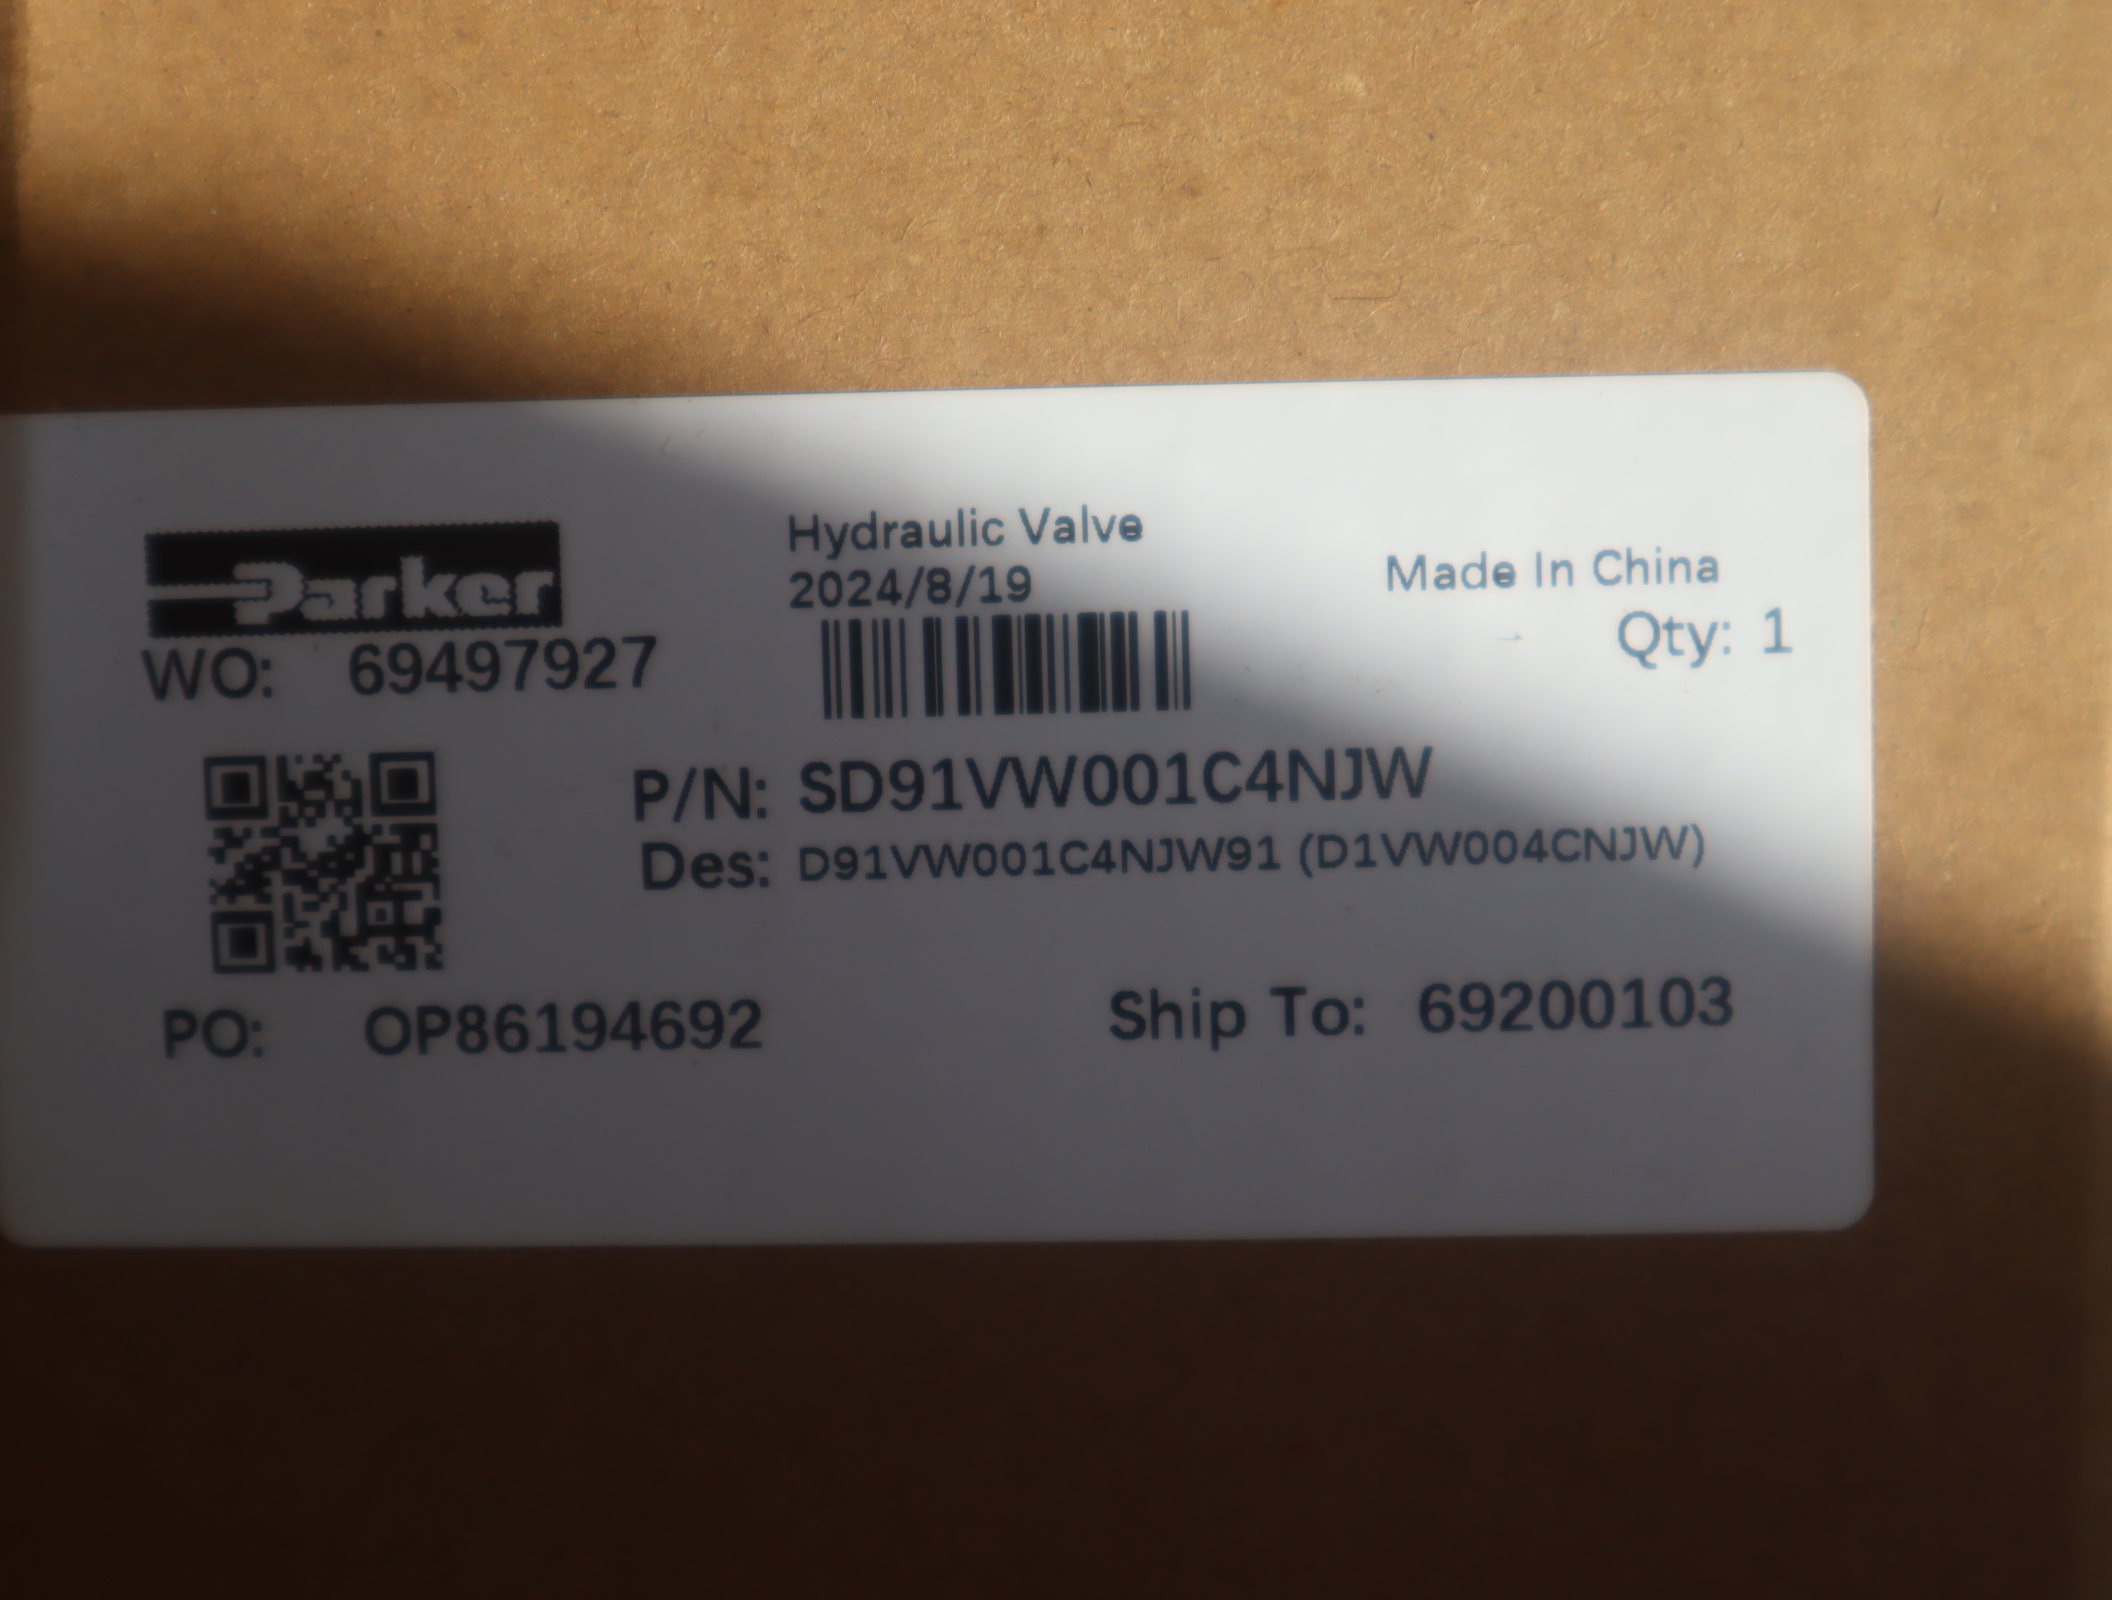 Parker
Hydraulic Valve
2024/8/19
Made In China
Qty: 1
WO: 69497927
P/N: SD91VW001C4NJW
Des: D91VW001C4NJW91 (D1VW004CNJW)
PO: OP86194692
Ship To: 69200103